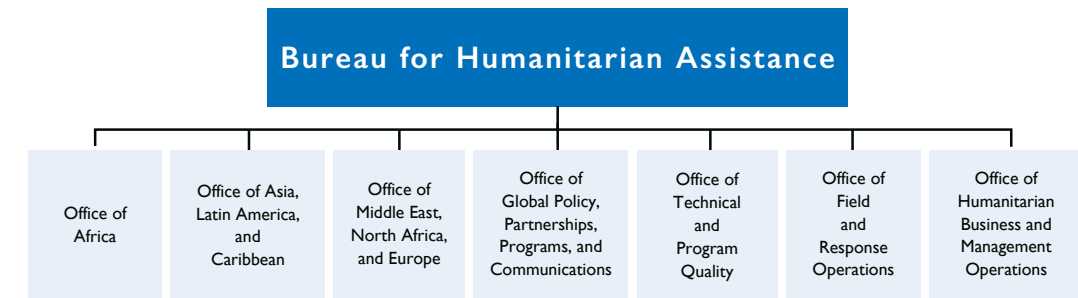 Bureau for Humanitarian Assistance
Office of
Africa
Office of Asia,
Latin America,
and
Caribbean
Office of
Middle East,
North Africa,
and Europe
Office of
Global Policy,
Partnerships,
Programs, and
Communications
Office of
Technical
and
Program
Quality
Office of
Field
and
Response
Operations
Office of
Humanitarian
Business and
Management
Operations